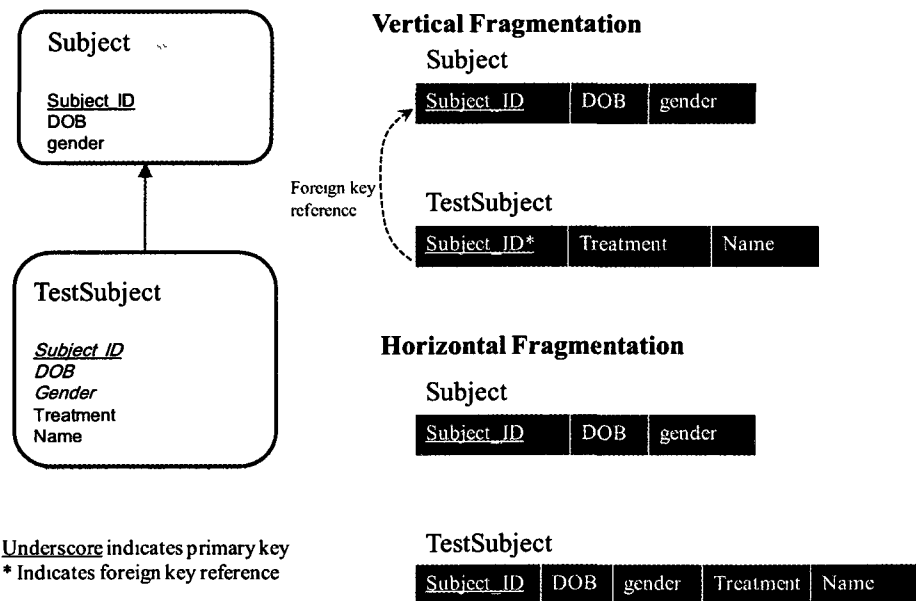 Subject
Subject_ID
DOB
gender
TestSubject
Subject_ID
DOB
Gender
Treatment
Name
Underscore indicates primary key
* Indicates foreign key reference
Vertical Fragmentation
Subject
Subject_ID DOB gender
Foreign key
reference
TestSubject
Subject_ID* Treatment Name
Horizontal Fragmentation
Subject
Subject_ID DOB gender
TestSubject
Subject_ID DOB gender Treatment Name